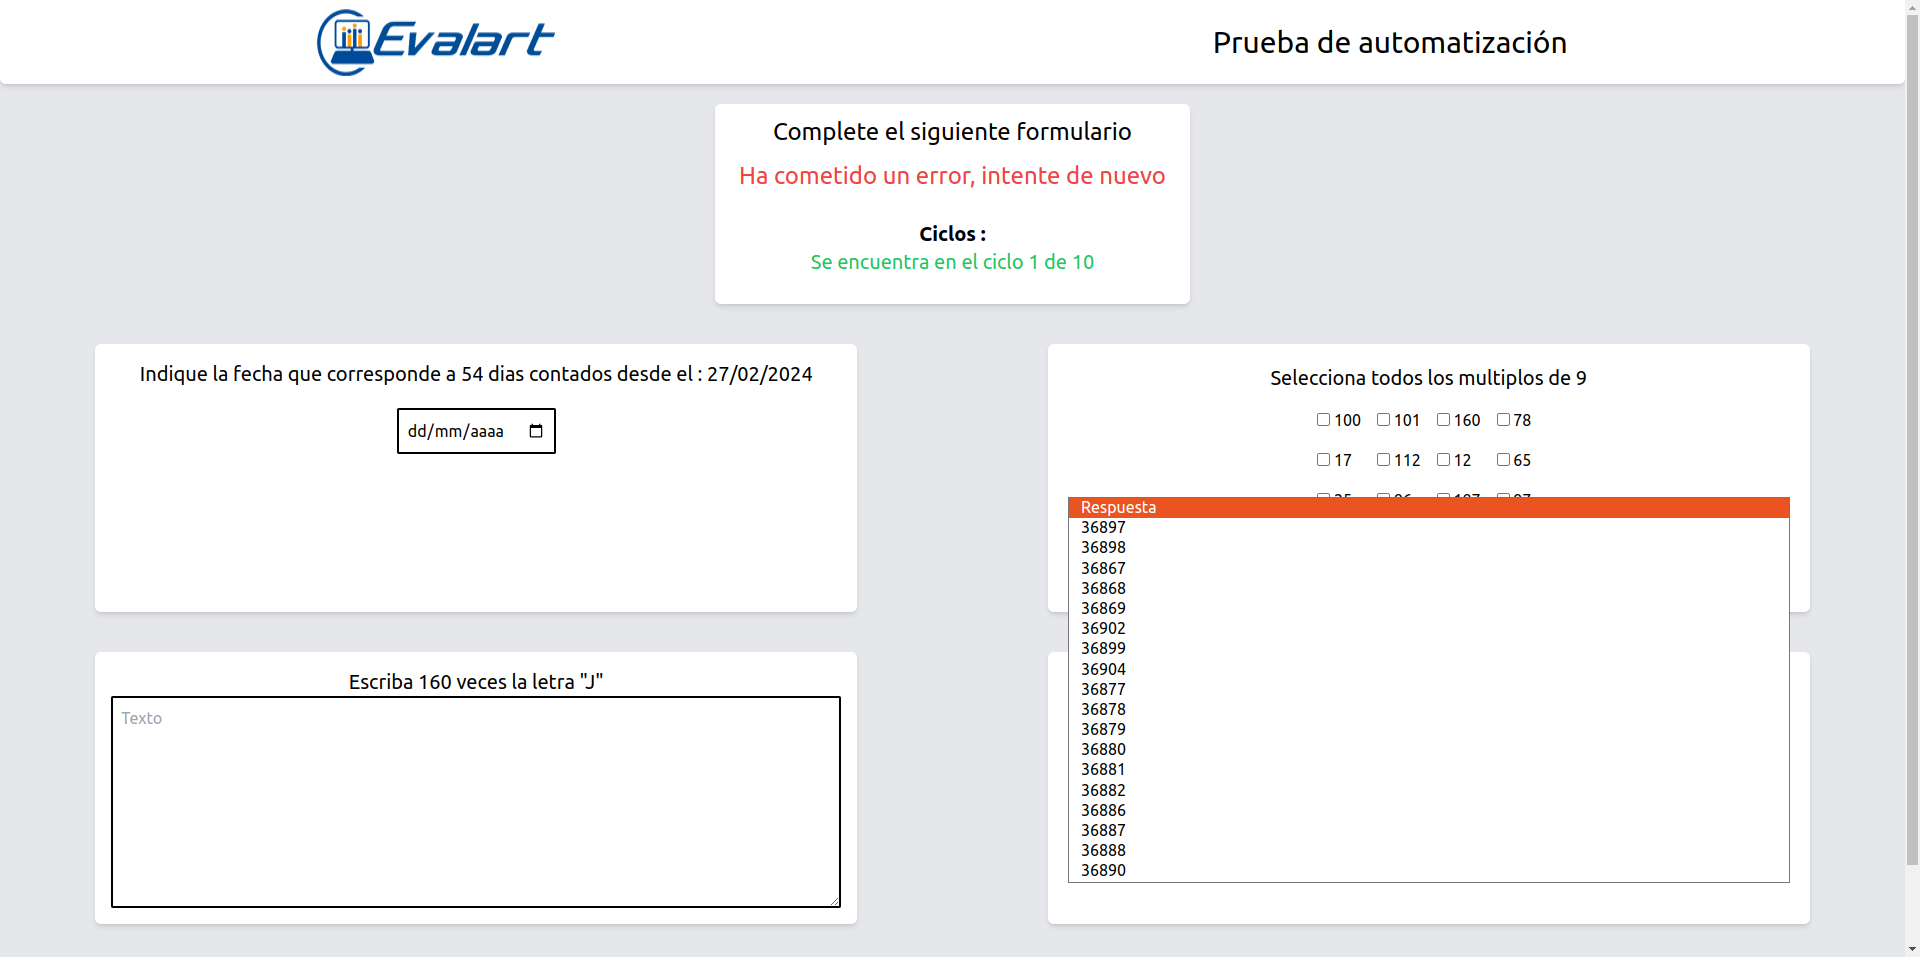 Evalart
Prueba de automatización
Complete el siguiente formulario
Ha cometido un error, intente de nuevo
Ciclos :
Se encuentra en el ciclo 1 de 10
Indique la fecha que corresponde a 54 dias contados desde el : 27/02/2024
dd/mm/aaaa
Selecciona todos los multiplos de 9
100 101 160 78
17 112 12 65
Respuesta
36897
36898
36867
36868
36869
36902
36899
36904
36877
36878
36879
36880
36881
36882
36886
36887
36888
36890
Escriba 160 veces la letra "J"
Texto